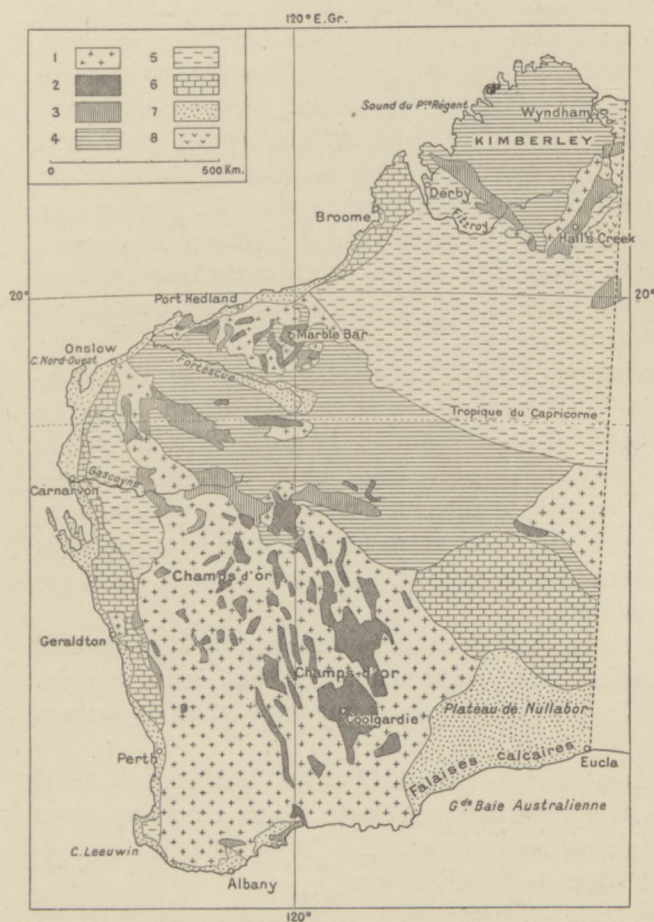 120° E.Gr.
1 5
2 6
3 7
4 8
0 500 Km.
Sound du Pce Régent
Wyndham
KIMBERLEY
Derby
Broome
Fitzroy
Hall's Creek
20° 20°
Port Hedland
Marble Bar
Onslow
C. Nord-Ouest
Fortescue
Tropique du Capricorne
Gascoyne
Carnarvon
Champs d'or
Geraldton
Champs d'or
Coolgardie
Plateau de Nullabor
Perth
Falaises calcaires
Eucla
Gde Baie Australienne
C. Leeuwin
Albany
120°